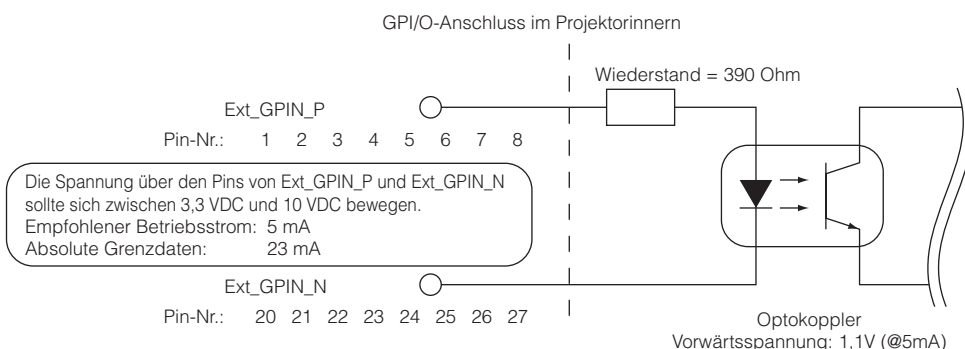 GPI/O-Anschluss im Projektorinnern
Wiederstand = 390 Ohm
Ext_GPIN_P
Pin-Nr.: 1 2 3 4 5 6 7 8
Die Spannung über den Pins von Ext_GPIN_P und Ext_GPIN_N
sollte sich zwischen 3,3 VDC und 10 VDC bewegen.
Empfohlener Betriebsstrom: 5 mA
Absolute Grenzdaten: 23 mA
Ext_GPIN_N
Pin-Nr.: 20 21 22 23 24 25 26 27
Optokoppler
Vorwärtsspannung: 1,1V (@5mA)